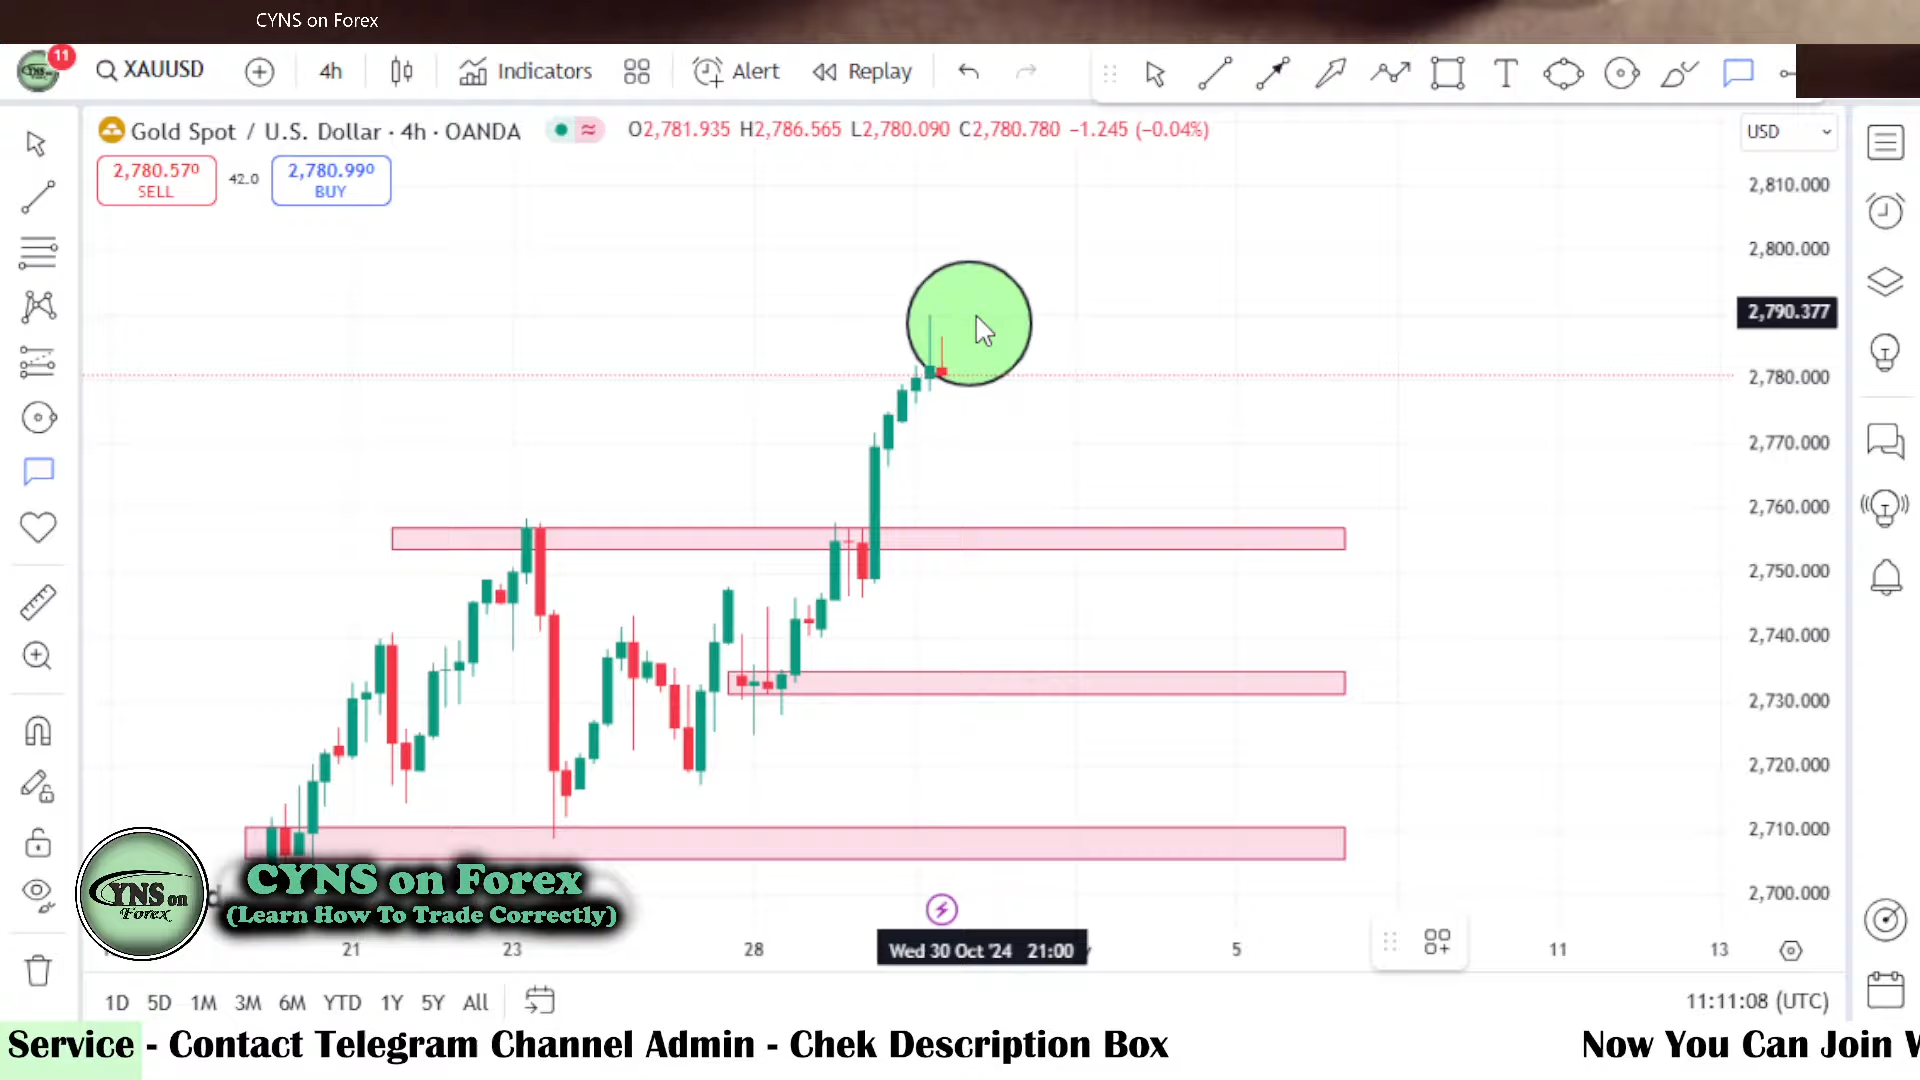 CYNS on Forex
11
XAUUSD
4h
Indicators
Alert
Replay
Gold Spot / U.S. Dollar · 4h · OANDA
O2,781.935 H2,786.565 L2,780.090 C2,780.780 −1.245 (−0.04%)
USD
2,780.570
SELL
42.0
2,780.990
BUY
2,810.000
2,800.000
2,790.377
2,780.000
2,770.000
2,760.000
2,750.000
2,740.000
2,730.000
2,720.000
2,710.000
2,700.000
CYNS on Forex
CYNS on Forex
(Learn How To Trade Correctly)
21
23
28
Wed 30 Oct '24 21:00
5
11
13
1D 5D 1M 3M 6M YTD 1Y 5Y All
11:11:08 (UTC)
Service - Contact Telegram Channel Admin - Chek Description Box
Now You Can Join